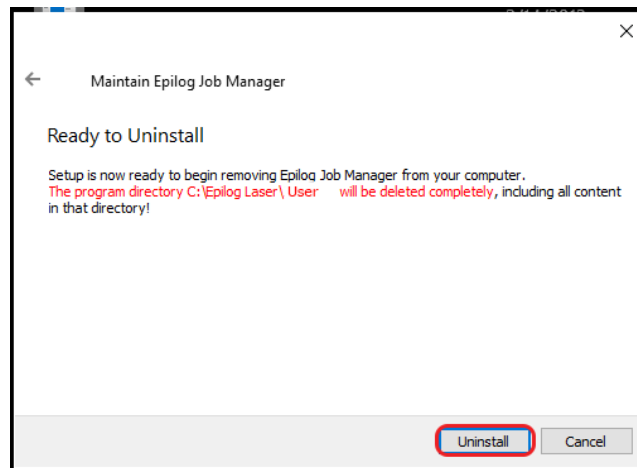 Maintain Epilog Job Manager
Ready to Uninstall
Setup is now ready to begin removing Epilog Job Manager from your computer.
The program directory C:\Epilog Laser\ User will be deleted completely, including all content
in that directory!
Uninstall Cancel